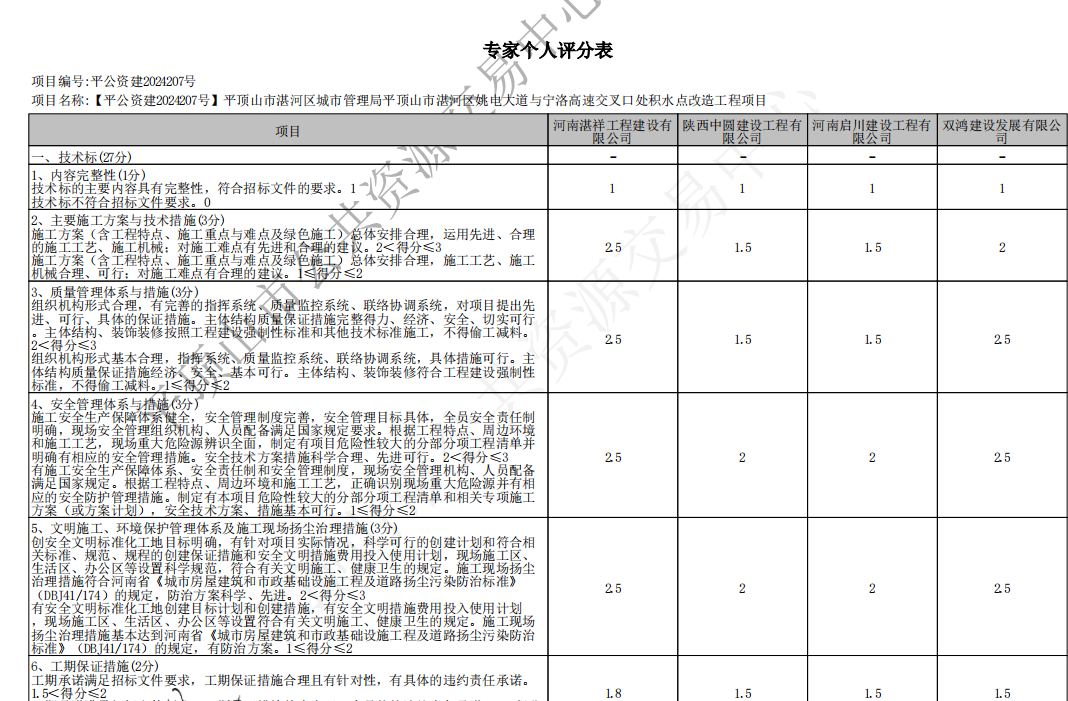 专家个人评分表
项目编号:平公资建2024207号
项目名称:【平公资建2024207号】平顶山市湛河区城市管理局平顶山市湛河区姚电大道与宁洛高速交叉口处积水点改造工程项目
项目
河南湛祥工程建设有限公司
陕西中圆建设工程有限公司
河南启川建设工程有限公司
双鸿建设发展有限公司
一、技术标(27分)
－ － － －
1、内容完整性(1分)
技术标的主要内容具有完整性，符合招标文件的要求。1
技术标不符合招标文件要求。0
1 1 1 1
2、主要施工方案与技术措施(3分)
施工方案（含工程特点、施工重点与难点及绿色施工）总体安排合理，运用先进、合理
的施工工艺、施工机械；对施工难点有先进和合理的建议。2<得分≤3
施工方案（含工程特点、施工重点与难点及绿色施工）总体安排合理，施工工艺、施工
机械合理、可行；对施工难点有合理的建议。1≤得分≤2
2.5 1.5 1.5 2
3、质量管理体系与措施(3分)
组织机构形式合理，有完善的指挥系统、质量监控系统、联络协调系统，对项目提出先
进、可行、具体的保证措施。主体结构质量保证措施完整得力、经济、安全、切实可行
。主体结构、装饰装修按照工程建设强制性标准和其他技术标准施工，不得偷工减料。
2<得分≤3
组织机构形式基本合理，指挥系统、质量监控系统、联络协调系统，具体措施可行。主
体结构质量保证措施经济、安全、基本可行。主体结构、装饰装修符合工程建设强制性
标准，不得偷工减料。1≤得分≤2
2.5 1.5 1.5 2.5
4、安全管理体系与措施(3分)
施工安全生产保障体系健全，安全管理制度完善，安全管理目标具体，全员安全责任制
明确，现场安全管理组织机构、人员配备满足国家规定要求。根据工程特点、周边环境
和施工工艺，现场重大危险源辨识全面，制定有项目危险性较大的分部分项工程清单并
明确有相应的安全管理措施。安全技术方案措施科学合理、先进可行。2<得分≤3
有施工安全生产保障体系、安全责任制和安全管理制度，现场安全管理机构、人员配备
满足国家规定。根据工程特点、周边环境和施工工艺，正确识别现场重大危险源并有相
应的安全防护管理措施。制定有本项目危险性较大的分部分项工程清单和相关专项施工
方案（或方案计划），安全技术方案、措施基本可行。1≤得分≤2
2.5 2 2 2.5
5、文明施工、环境保护管理体系及施工现场扬尘治理措施(3分)
创安全文明标准化工地目标明确，有针对项目实际情况，科学可行的创建计划和符合相
关标准、规范、规程的创建保证措施和安全文明措施费用投入使用计划，现场施工区、
生活区、办公区等设置科学规范，符合有关文明施工、健康卫生的规定。施工现场扬尘
治理措施符合河南省《城市房屋建筑和市政基础设施工程及道路扬尘污染防治标准》
（DBJ41/174）的规定，防治方案科学、先进。2<得分≤3
有安全文明标准化工地创建目标计划和创建措施，有安全文明措施费用投入使用计划
，现场施工区、生活区、办公区等设置符合有关文明施工、健康卫生的规定。施工现场
扬尘治理措施基本达到河南省《城市房屋建筑和市政基础设施工程及道路扬尘污染防治
标准》（DBJ41/174）的规定，有防治方案。1≤得分≤2
2.5 2 2 2.5
6、工期保证措施(2分)
工期承诺满足招标文件要求，工期保证措施合理且有针对性，有具体的违约责任承诺。
1.5<得分≤2
1.8 1.5 1.5 1.5
平顶山市公共资源交易中心
共资源交易中心